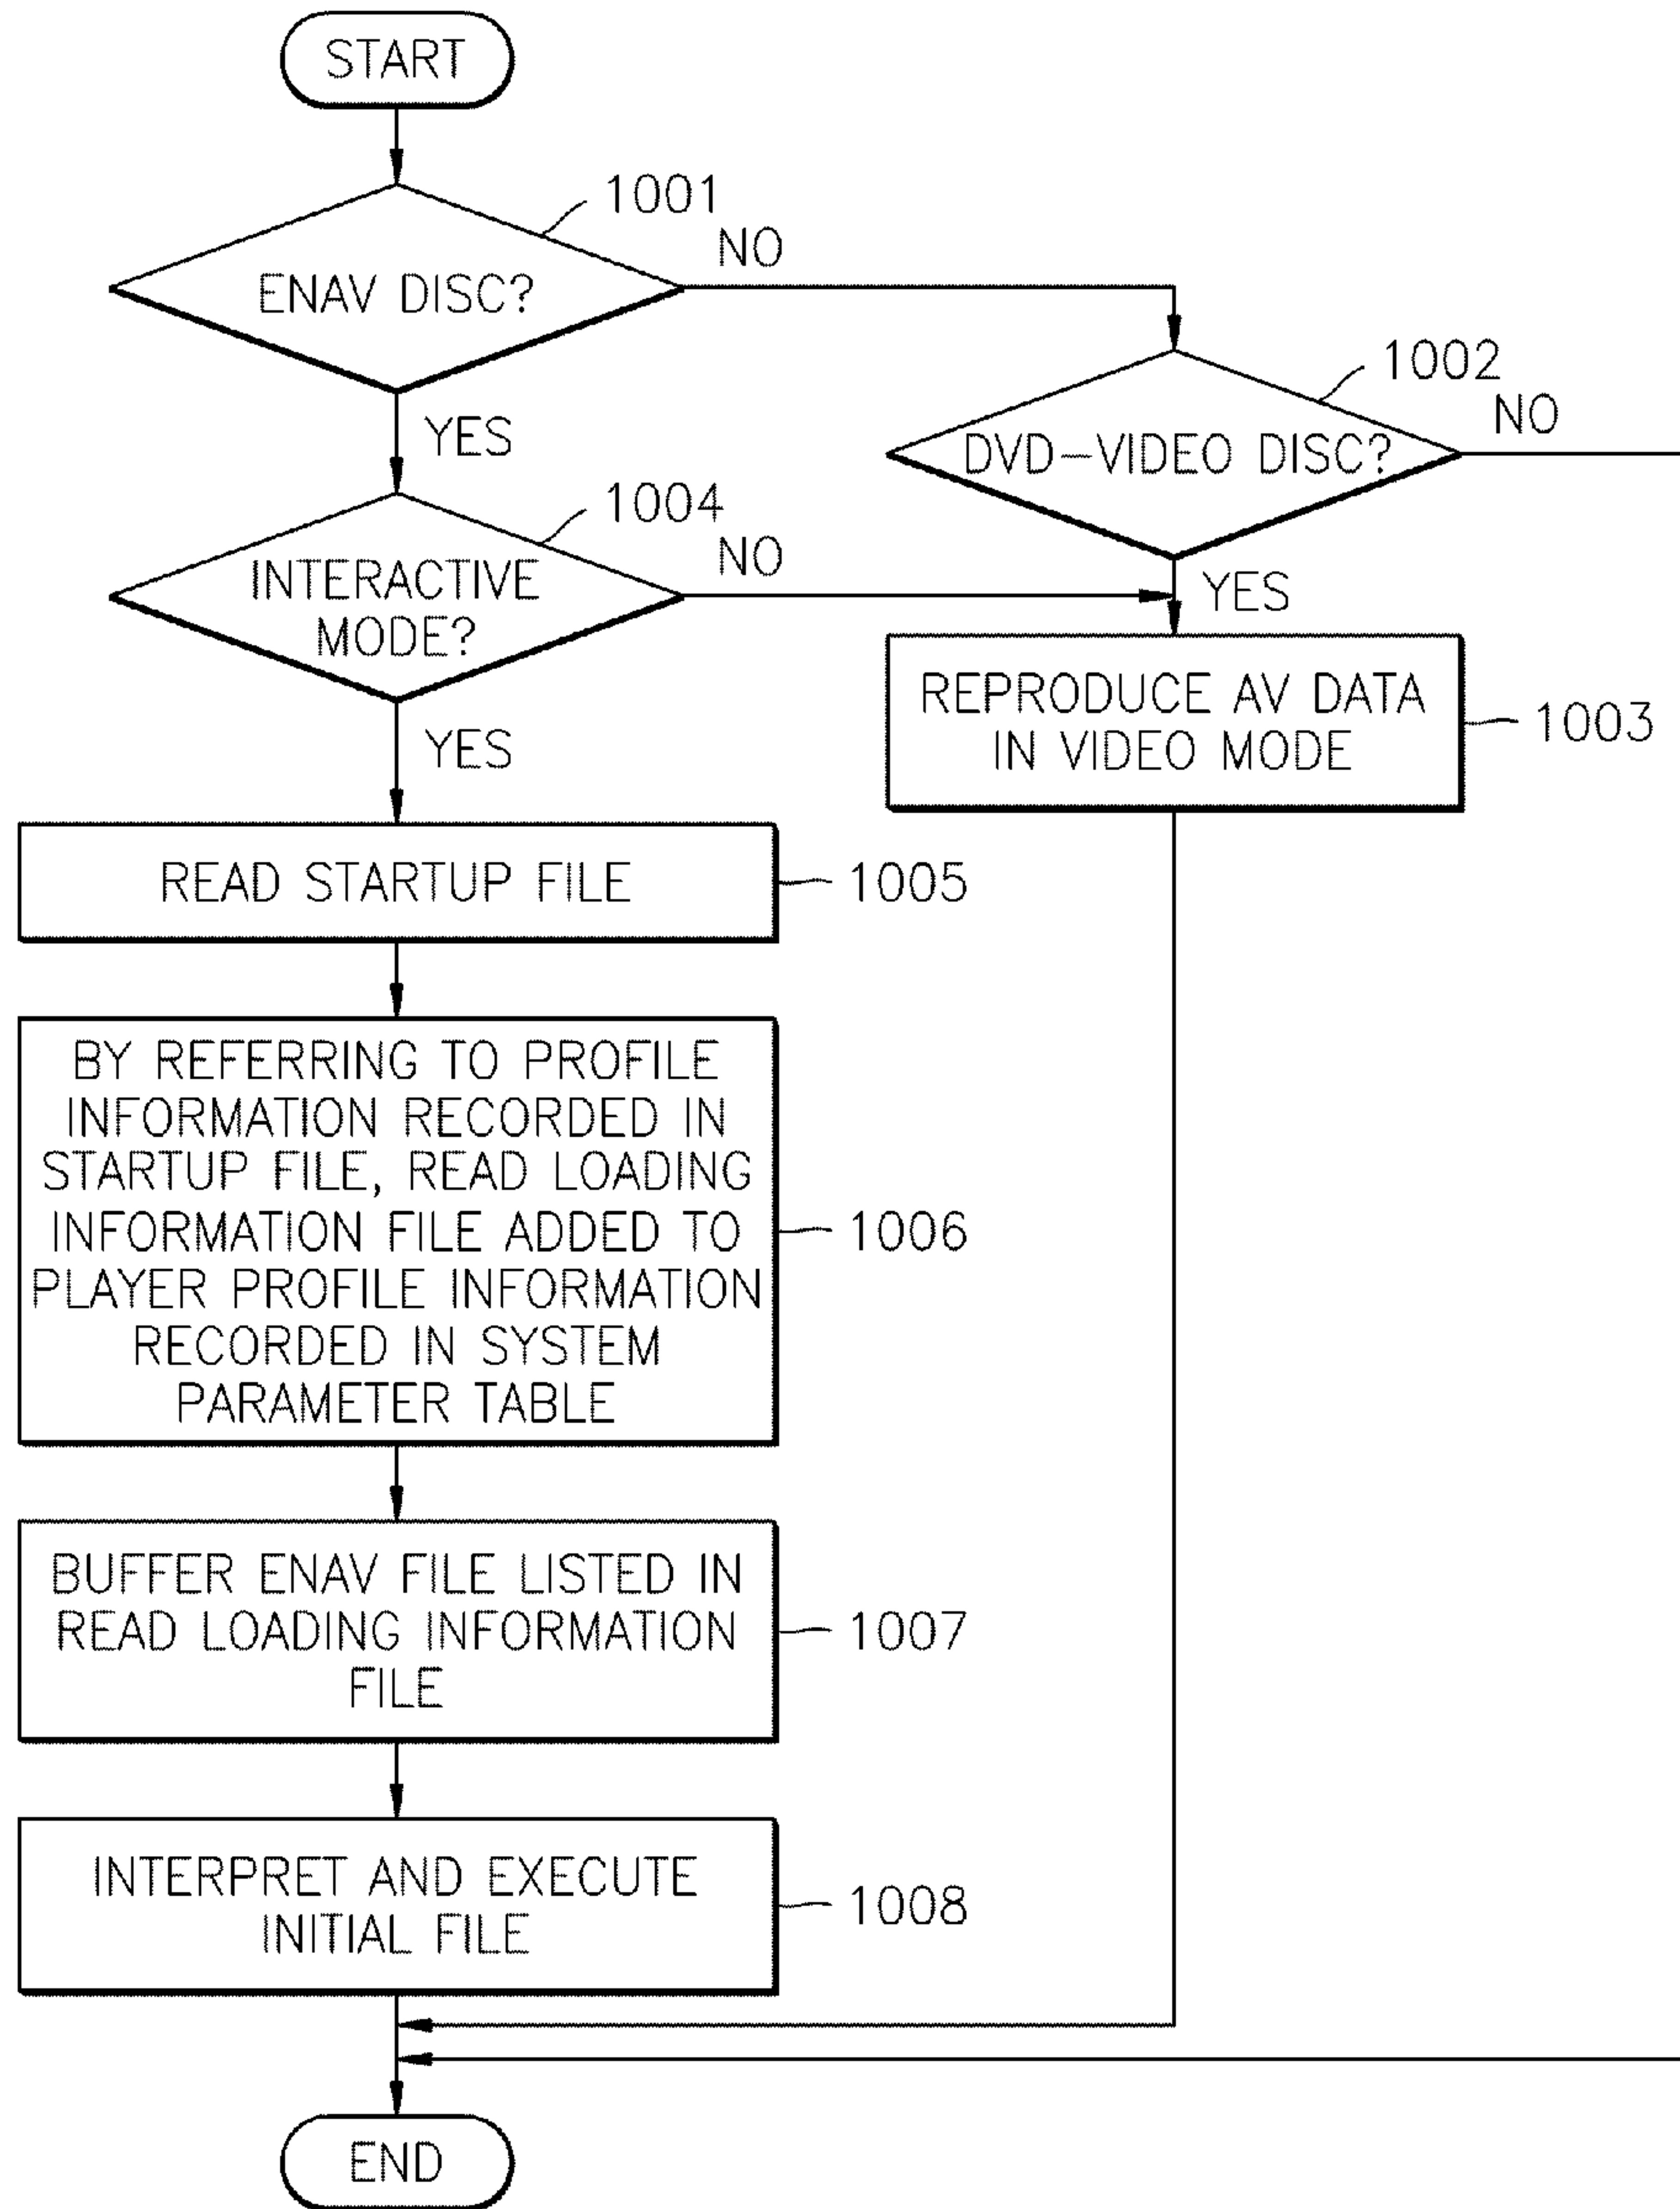 START
1001
NO
ENAV DISC?
1002
NO
YES
DVD-VIDEO DISC?
1004
NO
INTERACTIVE
MODE?
YES
REPRODUCE AV DATA
IN VIDEO MODE
1003
YES
READ STARTUP FILE
1005
BY REFERRING TO PROFILE
INFORMATION RECORDED IN
STARTUP FILE, READ LOADING
INFORMATION FILE ADDED TO
PLAYER PROFILE INFORMATION
RECORDED IN SYSTEM
PARAMETER TABLE
1006
BUFFER ENAV FILE LISTED IN
READ LOADING INFORMATION
FILE
1007
INTERPRET AND EXECUTE
INITIAL FILE
1008
END